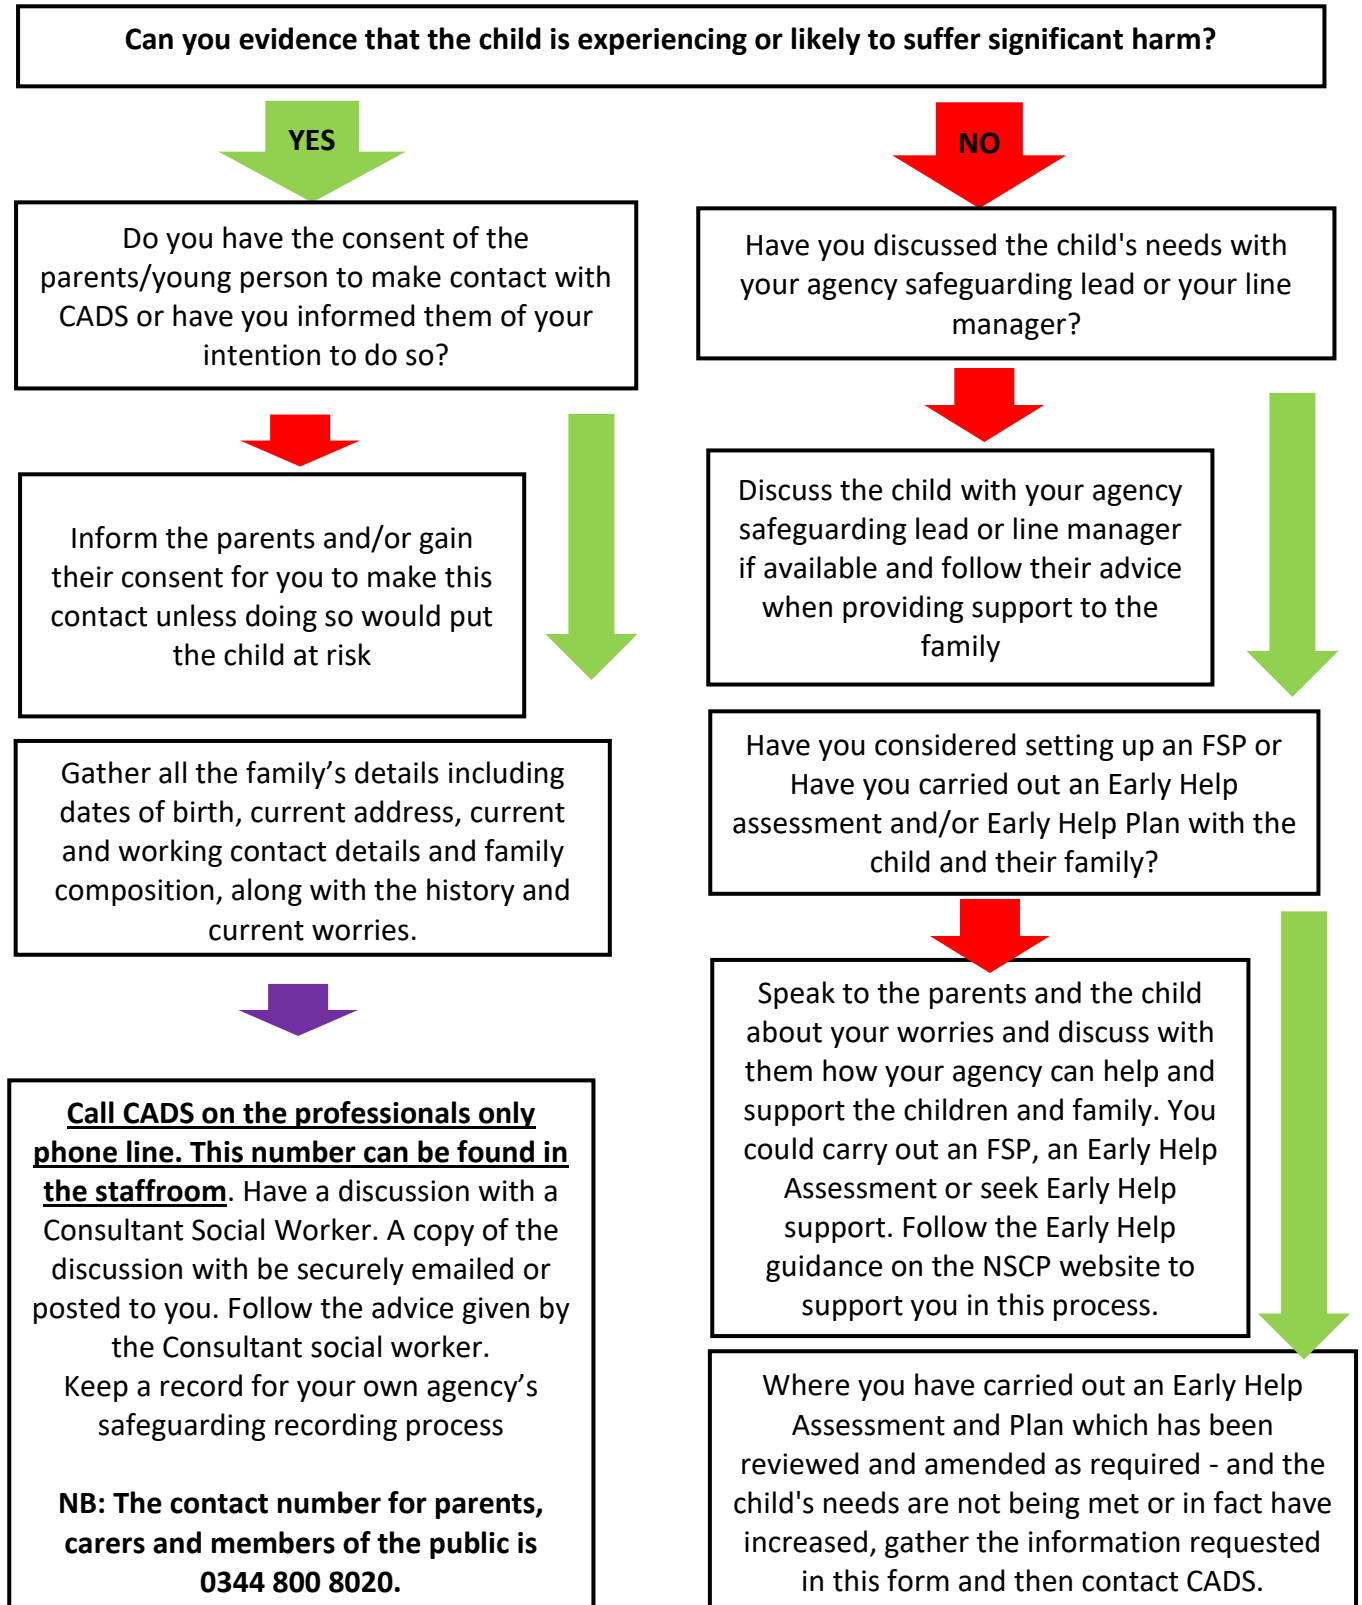 Can you evidence that the child is experiencing or likely to suffer significant harm?
YES
Do you have the consent of the
parents/young person to make contact with
CADS or have you informed them of your
intention to do so?
Inform the parents and/or gain
their consent for you to make this
contact unless doing so would put
the child at risk
Gather all the family’s details including
dates of birth, current address, current
and working contact details and family
composition, along with the history and
current worries.
Call CADS on the professionals only
phone line. This number can be found in
the staffroom. Have a discussion with a
Consultant Social Worker. A copy of the
discussion with be securely emailed or
posted to you. Follow the advice given by
the Consultant social worker.
Keep a record for your own agency’s
safeguarding recording process
NB: The contact number for parents,
carers and members of the public is
0344 800 8020.
NO
Have you discussed the child's needs with
your agency safeguarding lead or your line
manager?
Discuss the child with your agency
safeguarding lead or line manager
if available and follow their advice
when providing support to the
family
Have you considered setting up an FSP or
Have you carried out an Early Help
assessment and/or Early Help Plan with the
child and their family?
Speak to the parents and the child
about your worries and discuss with
them how your agency can help and
support the children and family. You
could carry out an FSP, an Early Help
Assessment or seek Early Help
support. Follow the Early Help
guidance on the NSCP website to
support you in this process.
Where you have carried out an Early Help
Assessment and Plan which has been
reviewed and amended as required - and the
child's needs are not being met or in fact have
increased, gather the information requested
in this form and then contact CADS.